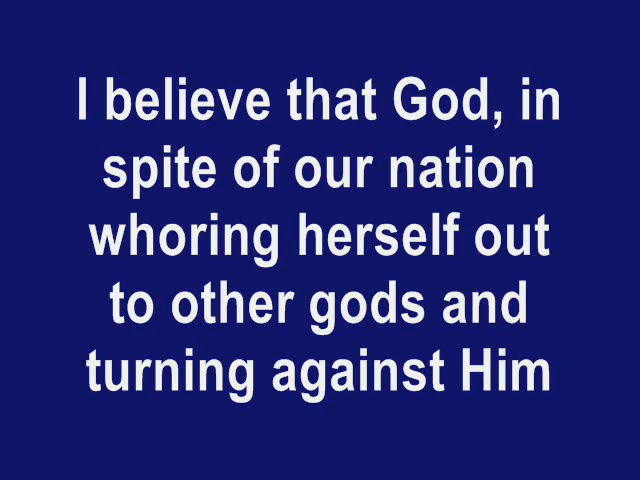 I believe that God, in
spite of our nation
whoring herself out
to other gods and
turning against Him